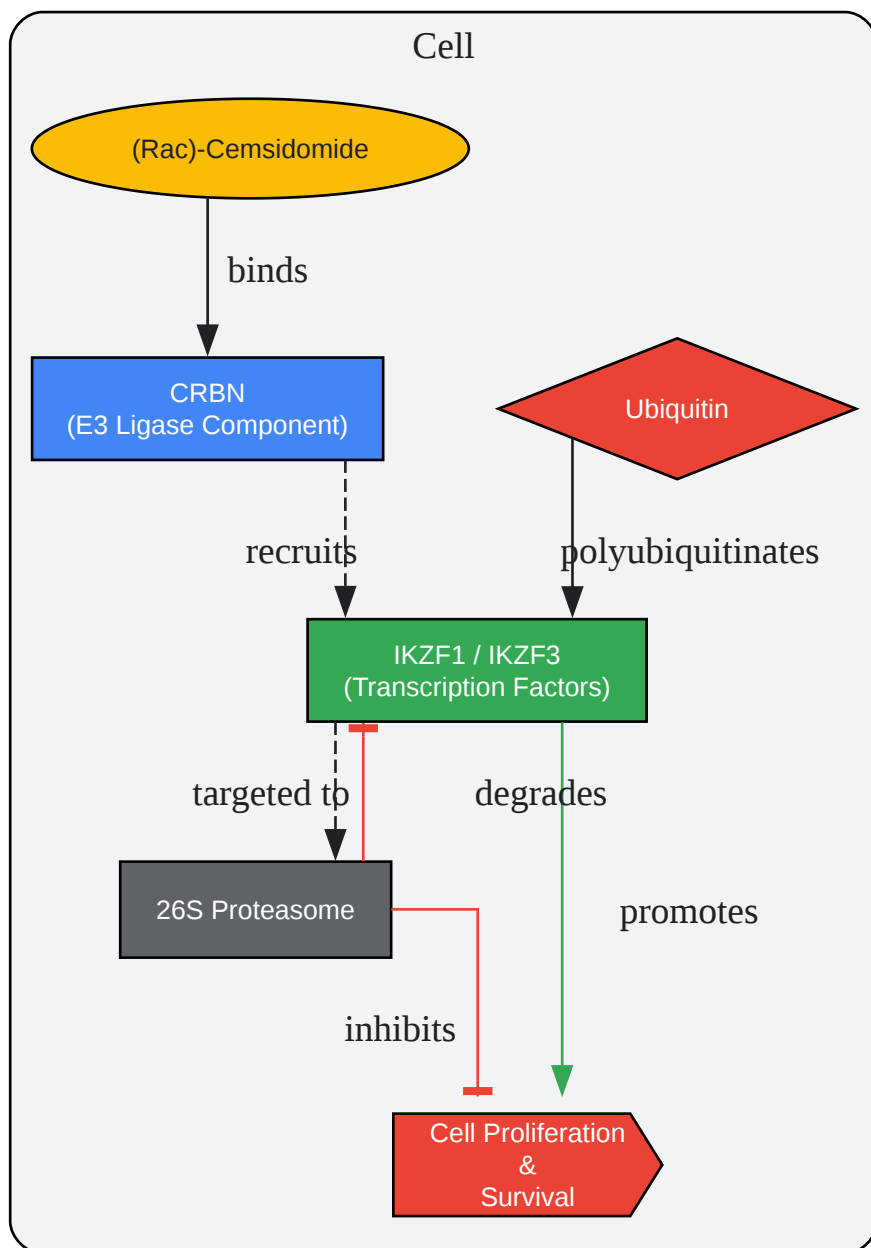 Cell
(Rac)-Cemsidomide
binds
CRBN
(E3 Ligase Component)
Ubiquitin
recruits
polyubiquitinates
IKZF1 / IKZF3
(Transcription Factors)
targeted to
degrades
26S Proteasome
promotes
inhibits
Cell Proliferation
&
Survival